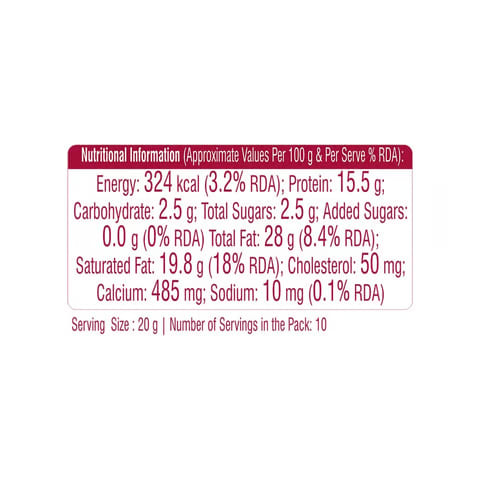 Nutritional Information (Approximate Values Per 100 g & Per Serve % RDA):
Energy: 324 kcal (3.2% RDA); Protein: 15.5 g;
Carbohydrate: 2.5 g; Total Sugars: 2.5 g; Added Sugars:
0.0 g (0% RDA) Total Fat: 28 g (8.4% RDA);
Saturated Fat: 19.8 g (18% RDA); Cholesterol: 50 mg;
Calcium: 485 mg; Sodium: 10 mg (0.1% RDA)
Serving Size : 20 g | Number of Servings in the Pack: 10